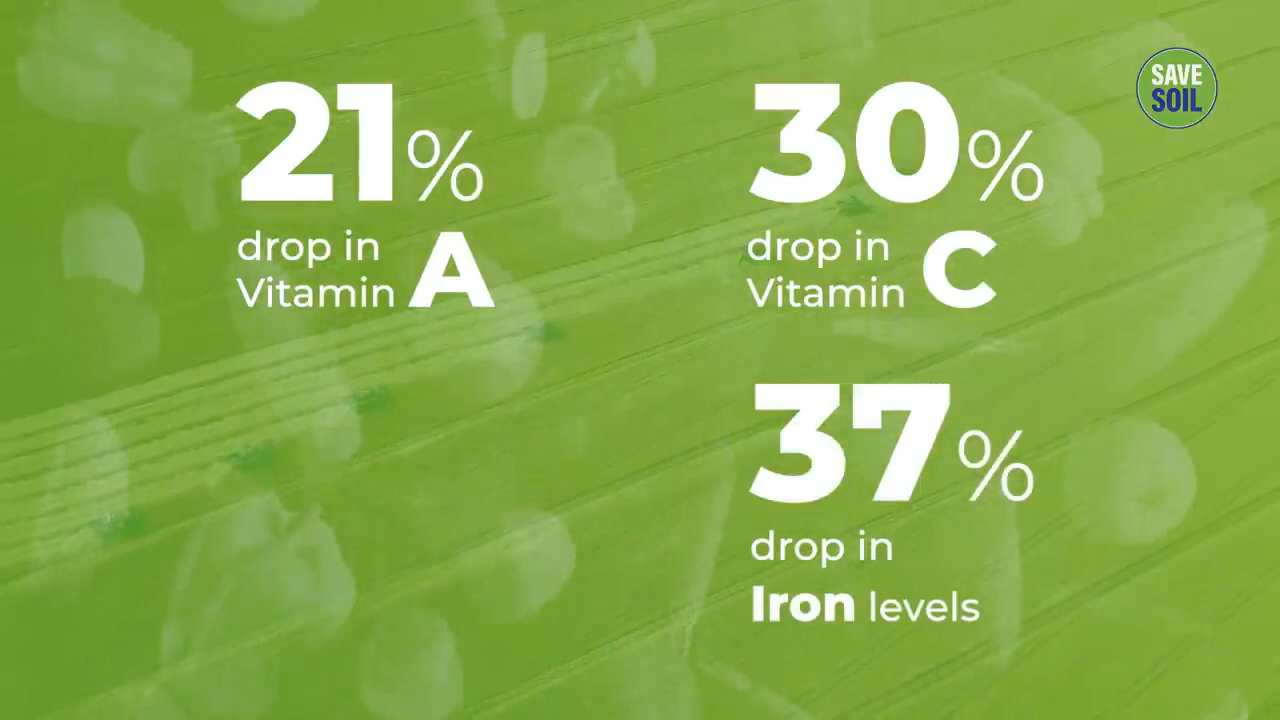 21%
drop in
Vitamin A
30%
drop in
Vitamin C
37%
drop in
Iron levels
SAVE
SOIL